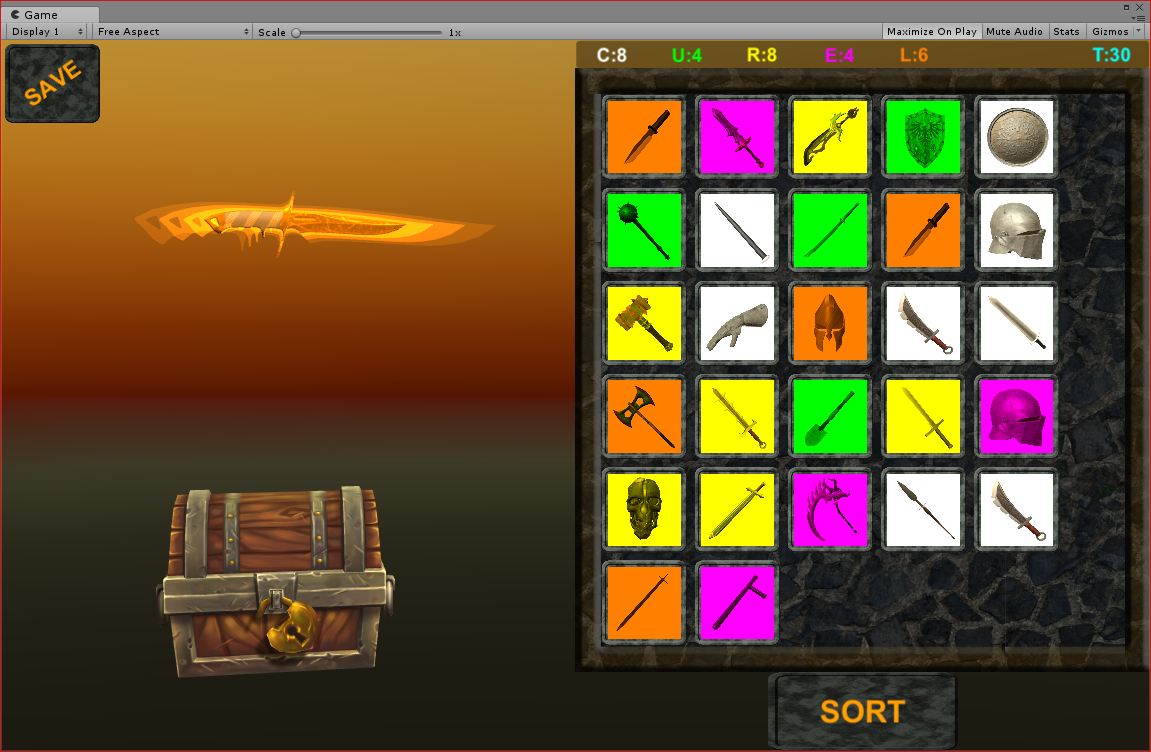 Game
Display 1 Free Aspect Scale 1x Maximize On Play Mute Audio Stats Gizmos
SAVE
C:8 U:4 R:8 E:4 L:6 T:30
SORT